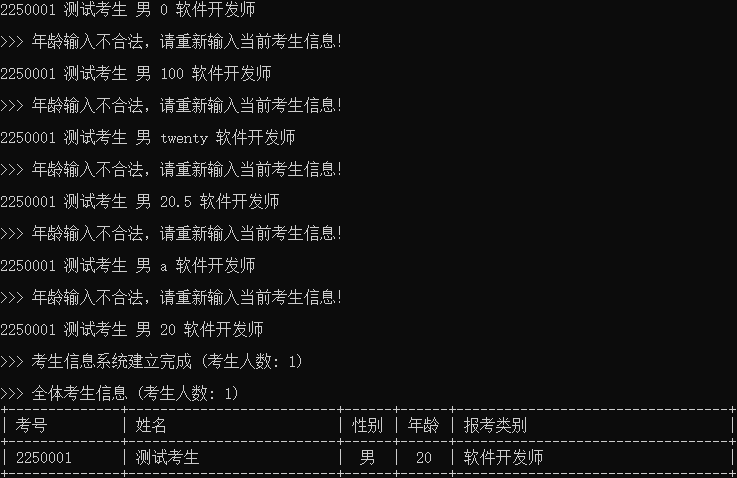 2250001 测试考生 男 0 软件开发师
>>> 年龄输入不合法，请重新输入当前考生信息！
2250001 测试考生 男 100 软件开发师
>>> 年龄输入不合法，请重新输入当前考生信息！
2250001 测试考生 男 twenty 软件开发师
>>> 年龄输入不合法，请重新输入当前考生信息！
2250001 测试考生 男 20.5 软件开发师
>>> 年龄输入不合法，请重新输入当前考生信息！
2250001 测试考生 男 a 软件开发师
>>> 年龄输入不合法，请重新输入当前考生信息！
2250001 测试考生 男 20 软件开发师
>>> 考生信息系统建立完成 (考生人数: 1)
>>> 全体考生信息 (考生人数: 1)
考号 姓名 性别 年龄 报考类别
2250001 测试考生 男 20 软件开发师